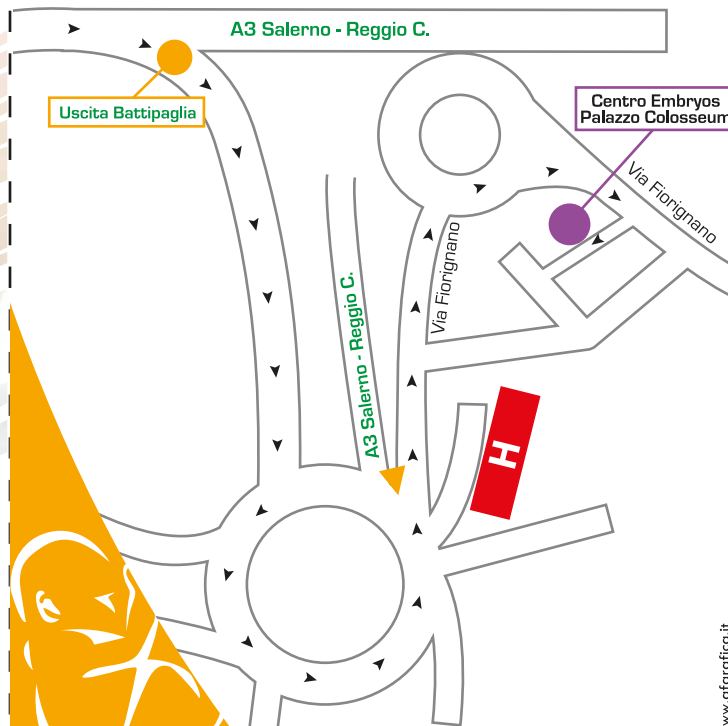 A3 Salerno - Reggio C.
Uscita Battipaglia
Centro Embryos
Palazzo Colosseum
Via Fiorignano
Via Fiorignano
A3 Salerno - Reggio C.
H